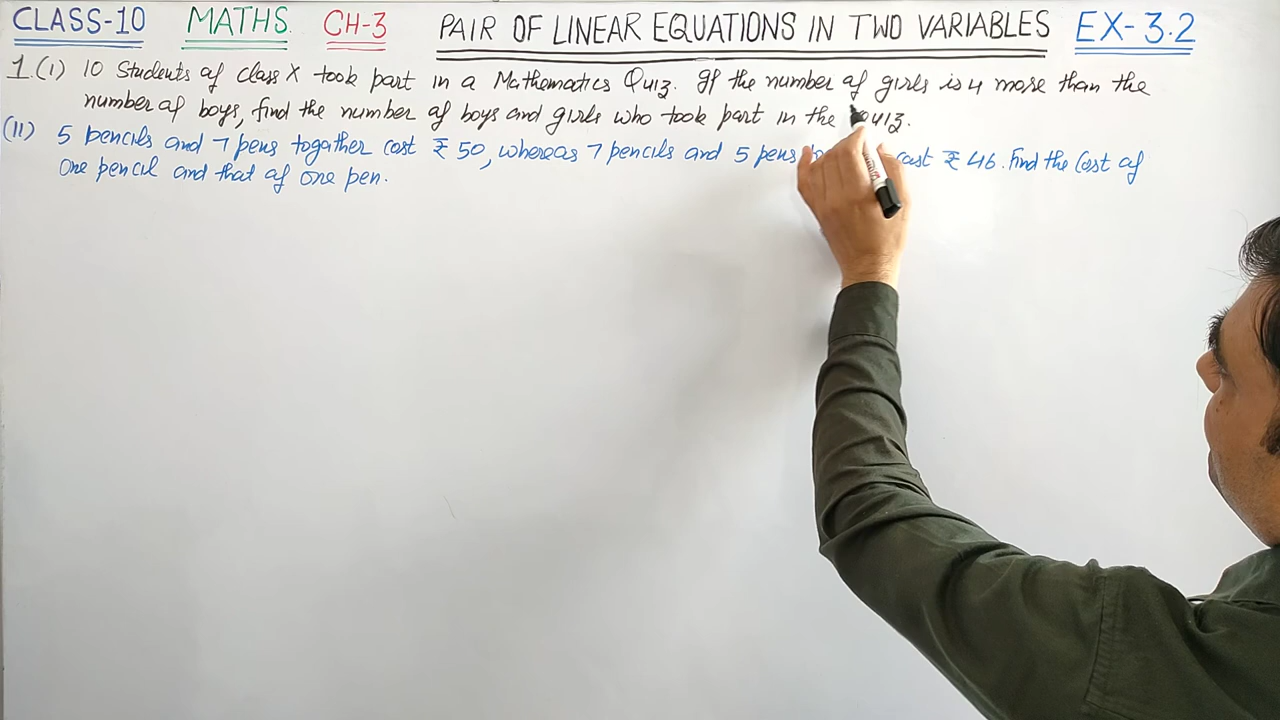 CLASS-10 MATHS CH-3 PAIR OF LINEAR EQUATIONS IN TWO VARIABLES EX-3.2
1.(i) 10 Students of class X took part in a Mathematics Quiz. If the number of girls is 4 more than the
number of boys, find the number of boys and girls who took part in the
(II) 5 pencils and 7 pens togather cost ₹ 50, whereas 7 pencils and 5 pens cost ₹ 46. Find the Cost of
One pencil and that of one pen.